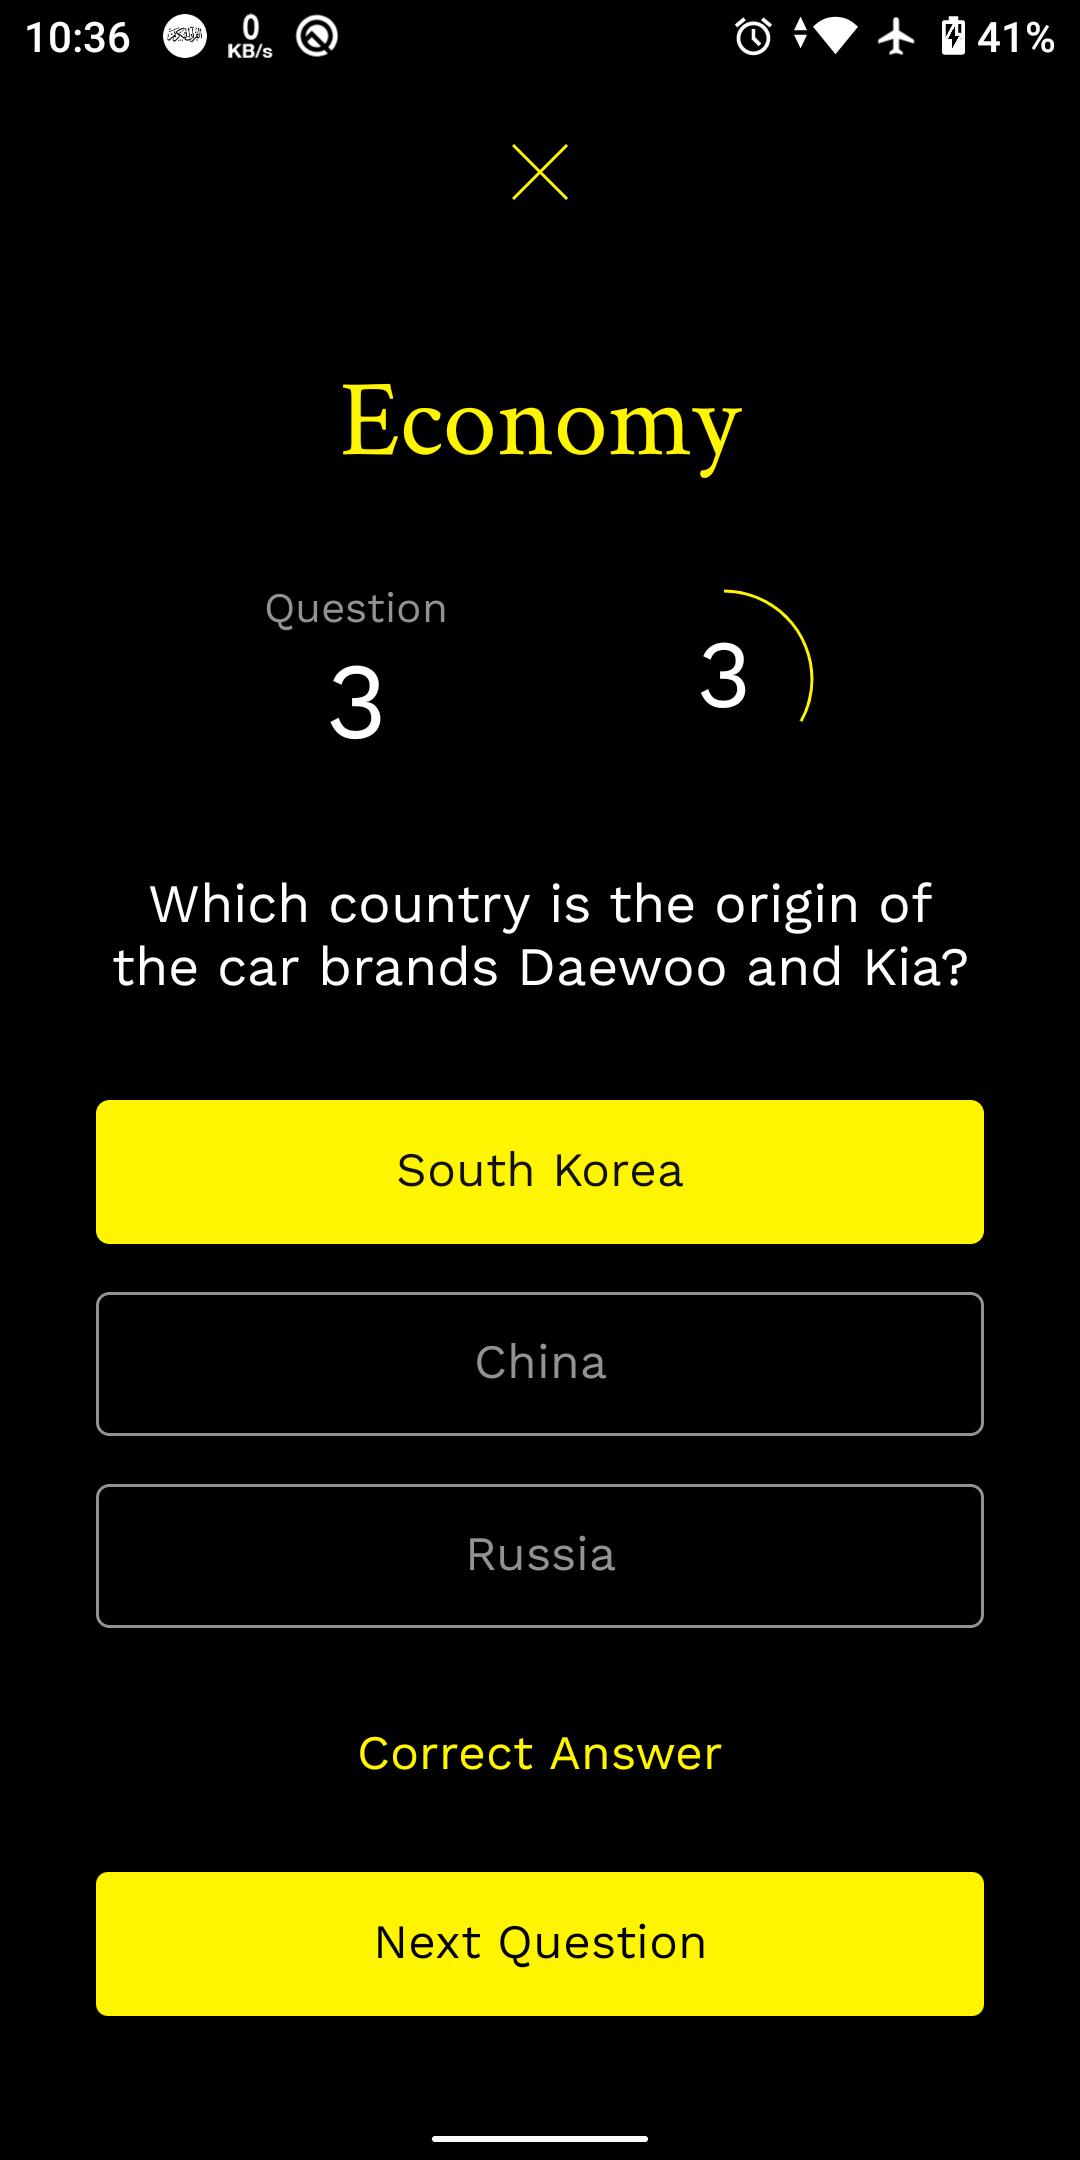 10:36
0
KB/s
41%
Economy
Question
3
3
Which country is the origin of
the car brands Daewoo and Kia?
South Korea
China
Russia
Correct Answer
Next Question